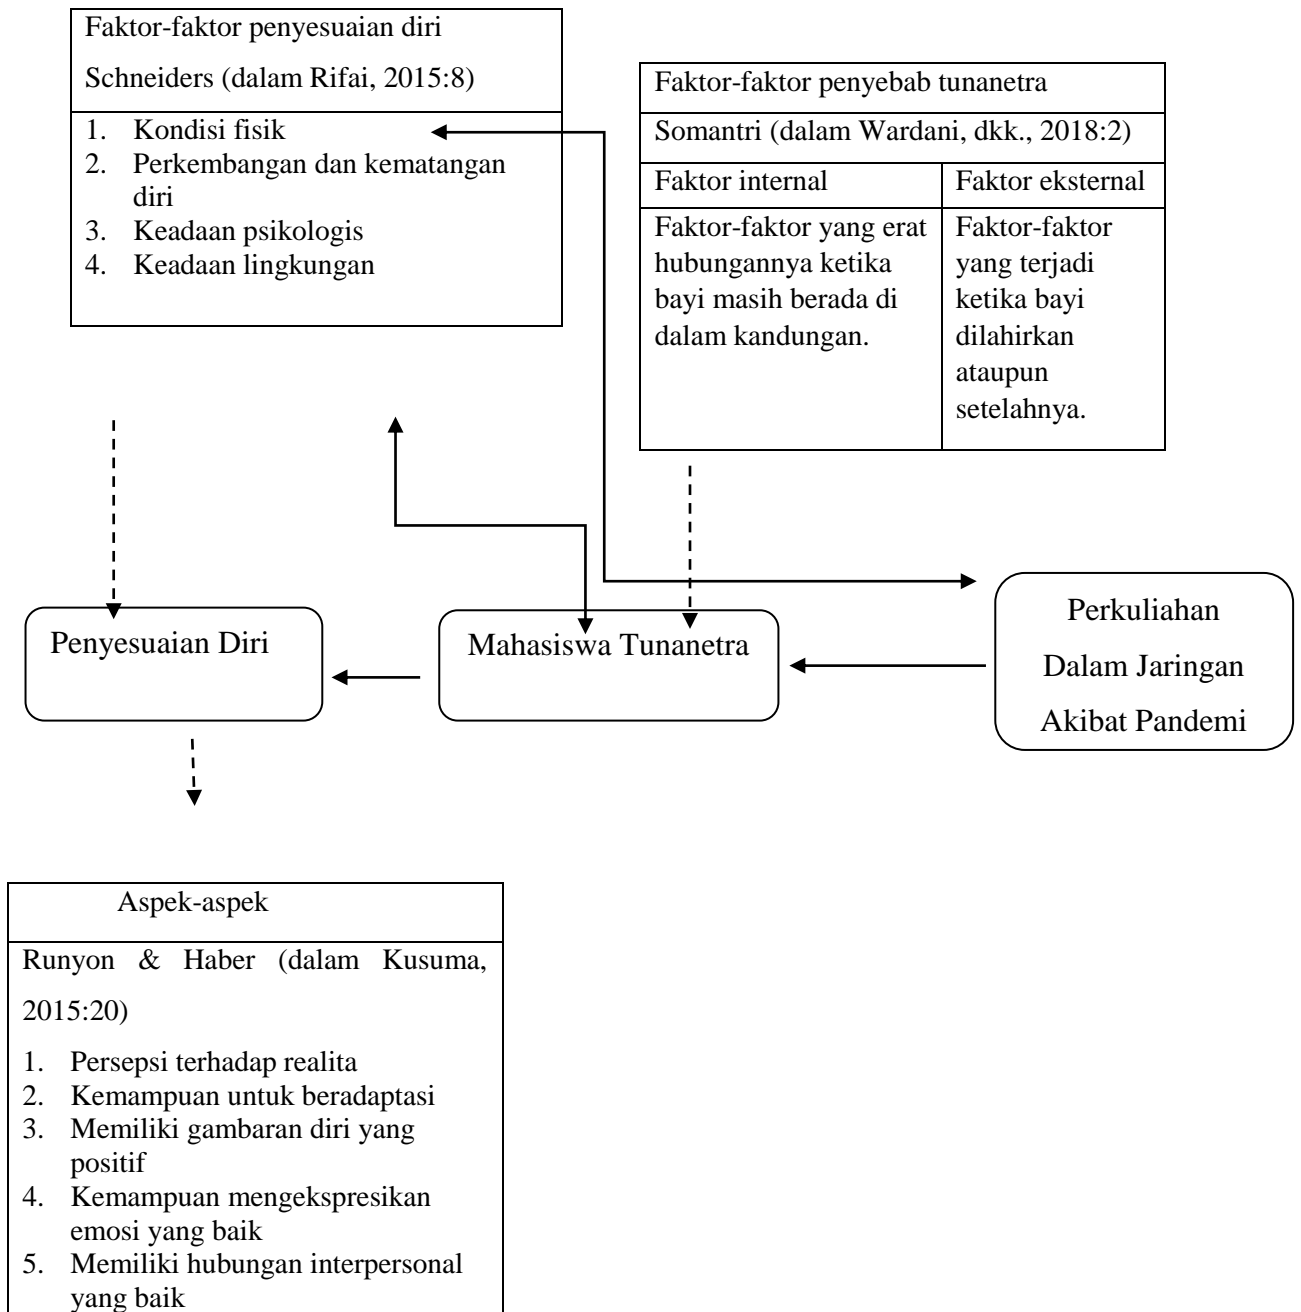 Faktor-faktor penyesuaian diri
Schneiders (dalam Rifai, 2015:8)
1. Kondisi fisik
2. Perkembangan dan kematangan
diri
3. Keadaan psikologis
4. Keadaan lingkungan
Faktor-faktor penyebab tunanetra
Somantri (dalam Wardani, dkk., 2018:2)
Faktor internal
Faktor-faktor yang erat
hubungannya ketika
bayi masih berada di
dalam kandungan.
Faktor eksternal
Faktor-faktor
yang terjadi
ketika bayi
dilahirkan
ataupun
setelahnya.
Penyesuaian Diri
Mahasiswa Tunanetra
Perkuliahan
Dalam Jaringan
Akibat Pandemi
Aspek-aspek
Runyon & Haber (dalam Kusuma,
2015:20)
1. Persepsi terhadap realita
2. Kemampuan untuk beradaptasi
3. Memiliki gambaran diri yang
positif
4. Kemampuan mengekspresikan
emosi yang baik
5. Memiliki hubungan interpersonal
yang baik